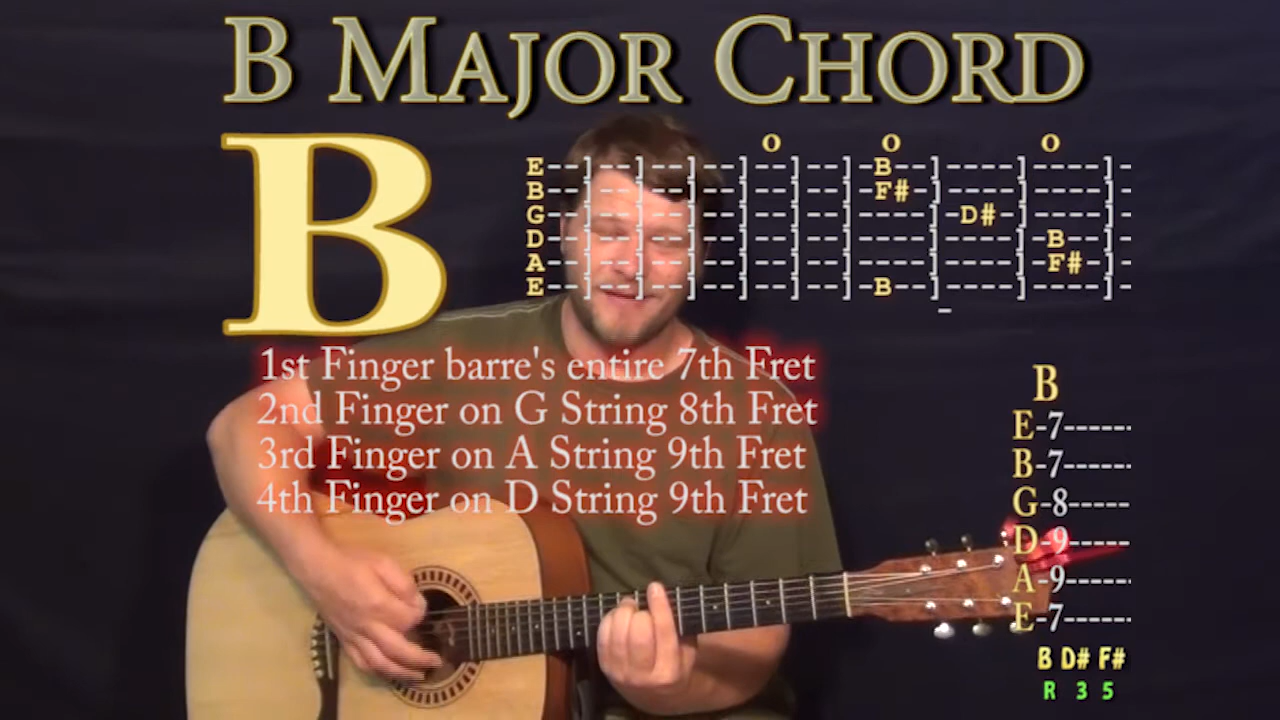 B MAJOR CHORD
B
O O O
E--]--]--]--]--]--]-B--]----]----]-
B--]--]--]--]--]--]-F#-]----]----]-
G--]--]--]--]--]--]----]-D#-]----]-
D--]--]--]--]--]--]----]----]-B--]-
A--]--]--]--]--]--]----]----]-F#-]-
E--]--]--]--]--]--]-B--]----]----]-
_
1st Finger barre's entire 7th Fret
2nd Finger on G String 8th Fret
3rd Finger on A String 9th Fret
4th Finger on D String 9th Fret
B
E-7------
B-7------
G-8------
D-9------
A-9------
E-7------
B D# F#
R 3 5